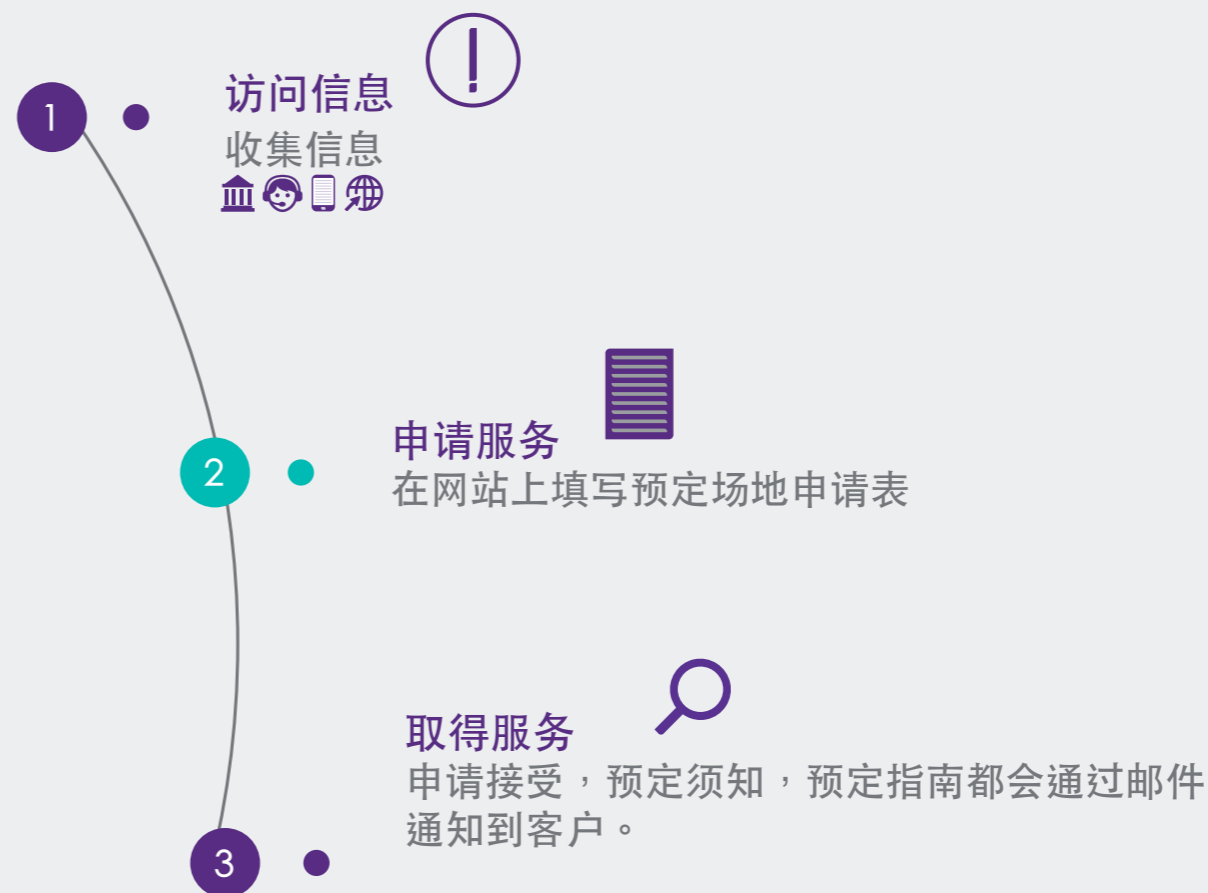 1
访问信息
收集信息
2
申请服务
在网站上填写预定场地申请表
3
取得服务
申请接受，预定须知，预定指南都会通过邮件
通知到客户。